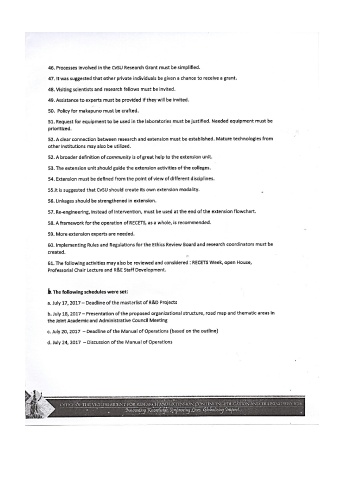 46. Processes involved in the CvSU Research Grant must be simplified.
47. It was suggested that other private individuals be given a chance to receive a grant.
48. Visiting scientists and research fellows must be invited.
49. Assistance to experts must be provided if they will be invited.
50. Policy for makapuno must be crafted.
51. Request for equipment to be used in the laboratories must be justified. Needed equipment must be
prioritized.
52. A clear connection between research and extension must be established. Mature technologies from
other institutions may also be utilized.
52. A broader definition of community is of great help to the extension unit.
53. The extension unit should guide the extension activities of the colleges.
54. Extension must be defined from the point of view of different disciplines.
55. It is suggested that CvSU should create its own extension modality.
56. Linkages should be strengthened in extension.
57. Re-engineering, instead of intervention, must be used at the end of the extension flowchart.
58. A framework for the operation of RECETS, as a whole, is recommended.
59. More extension experts are needed.
60. Implementing Rules and Regulations for the Ethics Review Board and research coordinators must be
created.
61. The following activities may also be reviewed and considered : RECETS Week, open House,
Professorial Chair Lecture and R&E Staff Development.
b. The following schedules were set:
a. July 17, 2017 – Deadline of the masterlist of R&D Projects
b. July 18, 2017 – Presentation of the proposed organizational structure, road map and thematic areas in
the Joint Academic and Administrative Council Meeting
c. July 20, 2017 – Deadline of the Manual of Operations (based on the outline)
d. July 24, 2017 – Discussion of the Manual of Operations